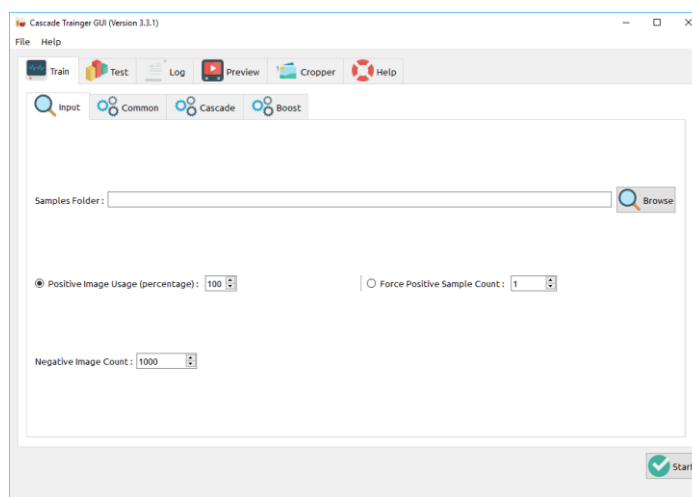 Cascade Trainger GUI (Version 3.3.1)
File Help
Train Test Log Preview Cropper Help
Input Common Cascade Boost
Samples Folder : Browse
Positive Image Usage (percentage) : 100 Force Positive Sample Count : 1
Negative Image Count : 1000
Start